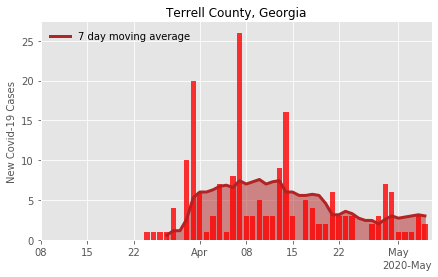 Terrell County, Georgia
7 day moving average
New Covid-19 Cases
25
20
15
10
5
0
08 15 22 Apr 08 15 22 May
2020-May